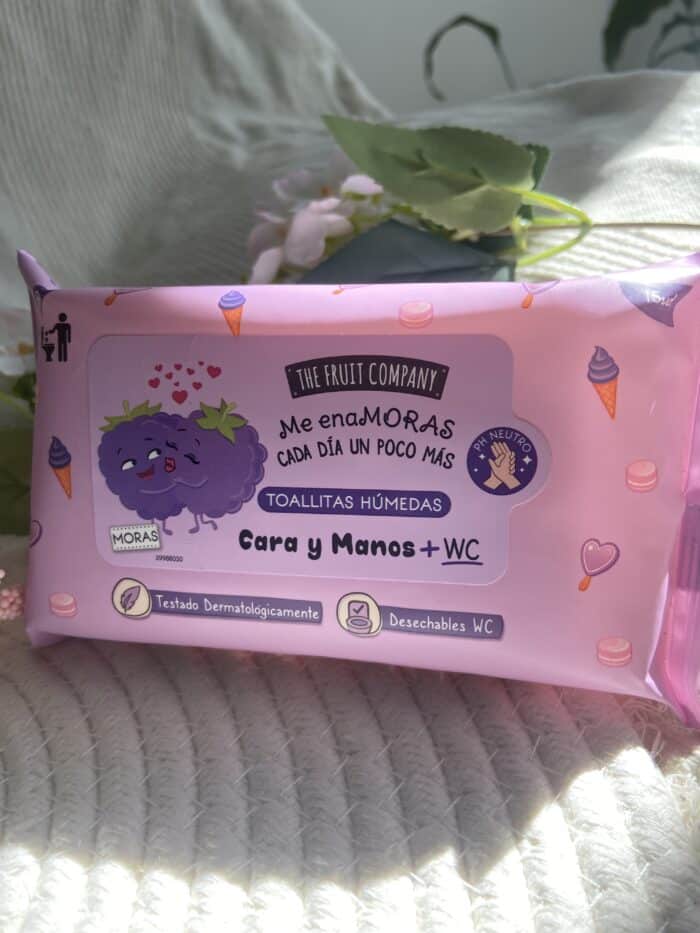 THE FRUIT COMPANY
Me enaMORAS
CADA DÍA UN POCO MÁS
PH NEUTRO
TOALLITAS HÚMEDAS
Cara y Manos + WC
MORAS
Testado Dermatológicamente
Desechables WC